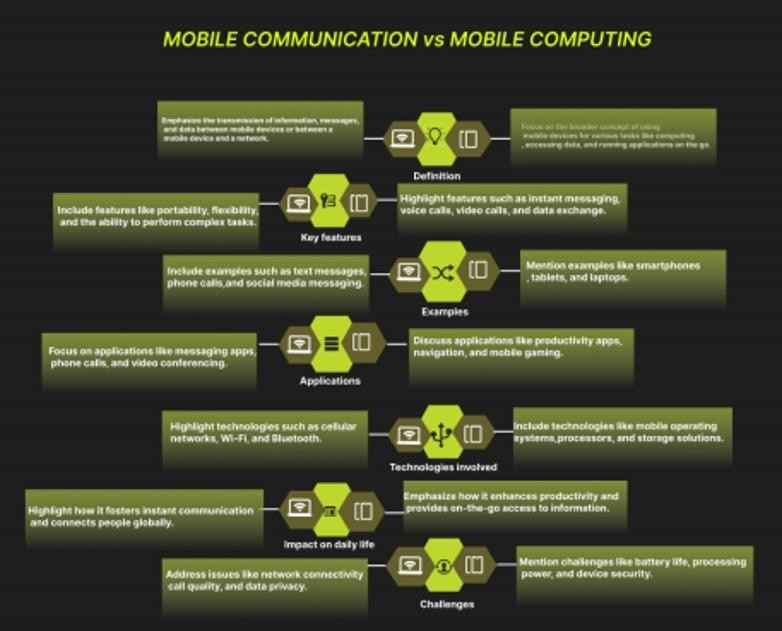 MOBILE COMMUNICATION vs MOBILE COMPUTING
Emphasize the transmission of information, messages,
and data between mobile devices or between a
mobile device and a network.
Definition
Focus on the broader concept of using
mobile devices for various tasks like computing
, accessing data, and running applications on the go.
Include features like portability, flexibility,
and the ability to perform complex tasks.
Key features
Highlight features such as instant messaging,
voice calls, video calls, and data exchange.
Include examples such as text messages,
phone calls,and social media messaging.
Examples
Mention examples like smartphones
, tablets, and laptops.
Focus on applications like messaging apps,
phone calls, and video conferencing.
Applications
Discuss applications like productivity apps,
navigation, and mobile gaming.
Highlight technologies such as cellular
networks, Wi-Fi, and Bluetooth.
Technologies involved
Include technologies like mobile operating
systems,processors, and storage solutions.
Highlight how it fosters instant communication
and connects people globally.
Impact on daily life
Emphasize how it enhances productivity and
provides on-the-go access to information.
Address issues like network connectivity
call quality, and data privacy.
Challenges
Mention challenges like battery life, processing
power, and device security.